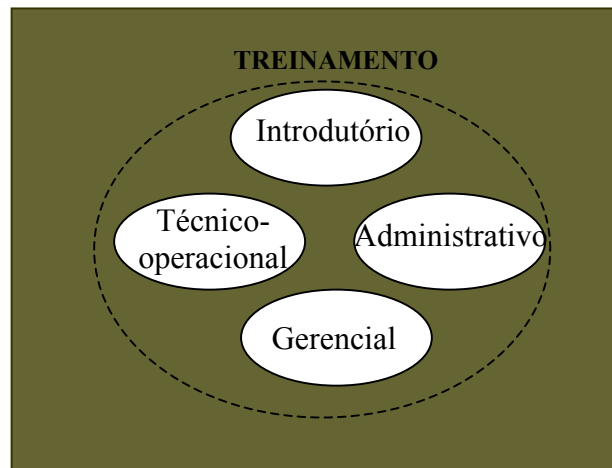 TREINAMENTO
Introdutório
Técnico-
operacional
Administrativo
Gerencial